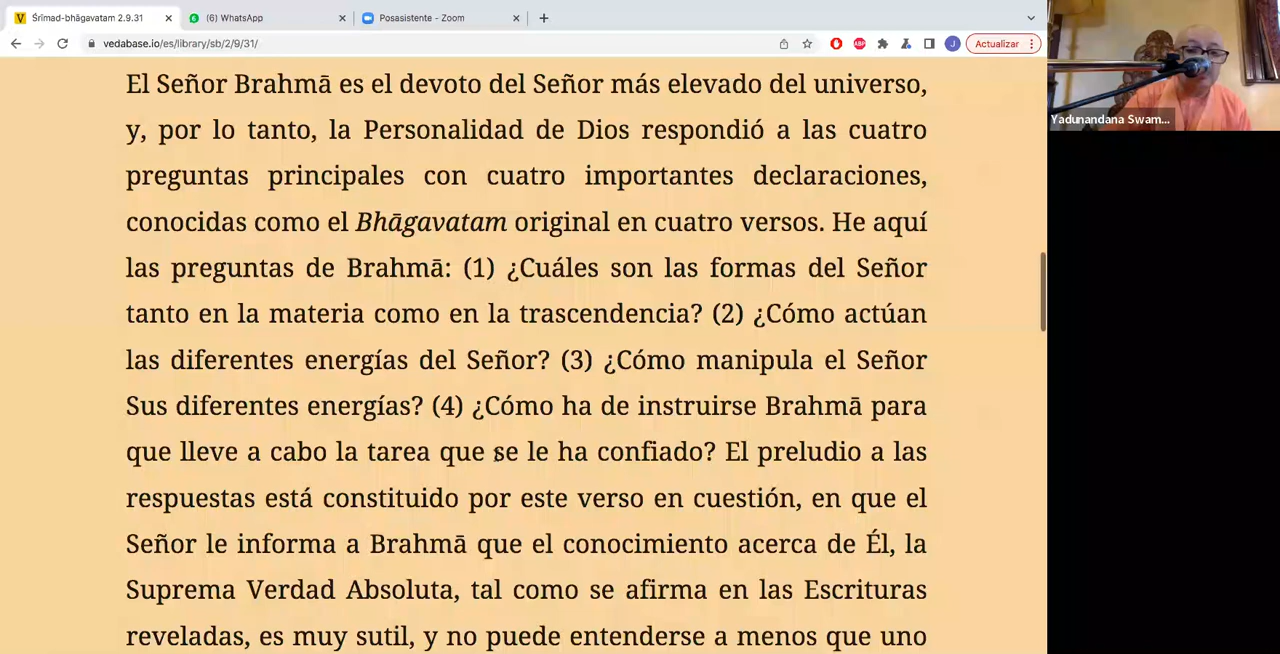 Śrīmad-bhāgavatam 2.9.31
(6) WhatsApp
Posasistente - Zoom
vedabase.io/es/library/sb/2/9/31/
ABP
J
Actualizar
Yadunandana Swam...
El Señor Brahmā es el devoto del Señor más elevado del universo,
y, por lo tanto, la Personalidad de Dios respondió a las cuatro
preguntas principales con cuatro importantes declaraciones,
conocidas como el Bhāgavatam original en cuatro versos. He aquí
las preguntas de Brahmā: (1) ¿Cuáles son las formas del Señor
tanto en la materia como en la trascendencia? (2) ¿Cómo actúan
las diferentes energías del Señor? (3) ¿Cómo manipula el Señor
Sus diferentes energías? (4) ¿Cómo ha de instruirse Brahmā para
que lleve a cabo la tarea que se le ha confiado? El preludio a las
respuestas está constituido por este verso en cuestión, en que el
Señor le informa a Brahmā que el conocimiento acerca de Él, la
Suprema Verdad Absoluta, tal como se afirma en las Escrituras
reveladas, es muy sutil, y no puede entenderse a menos que uno